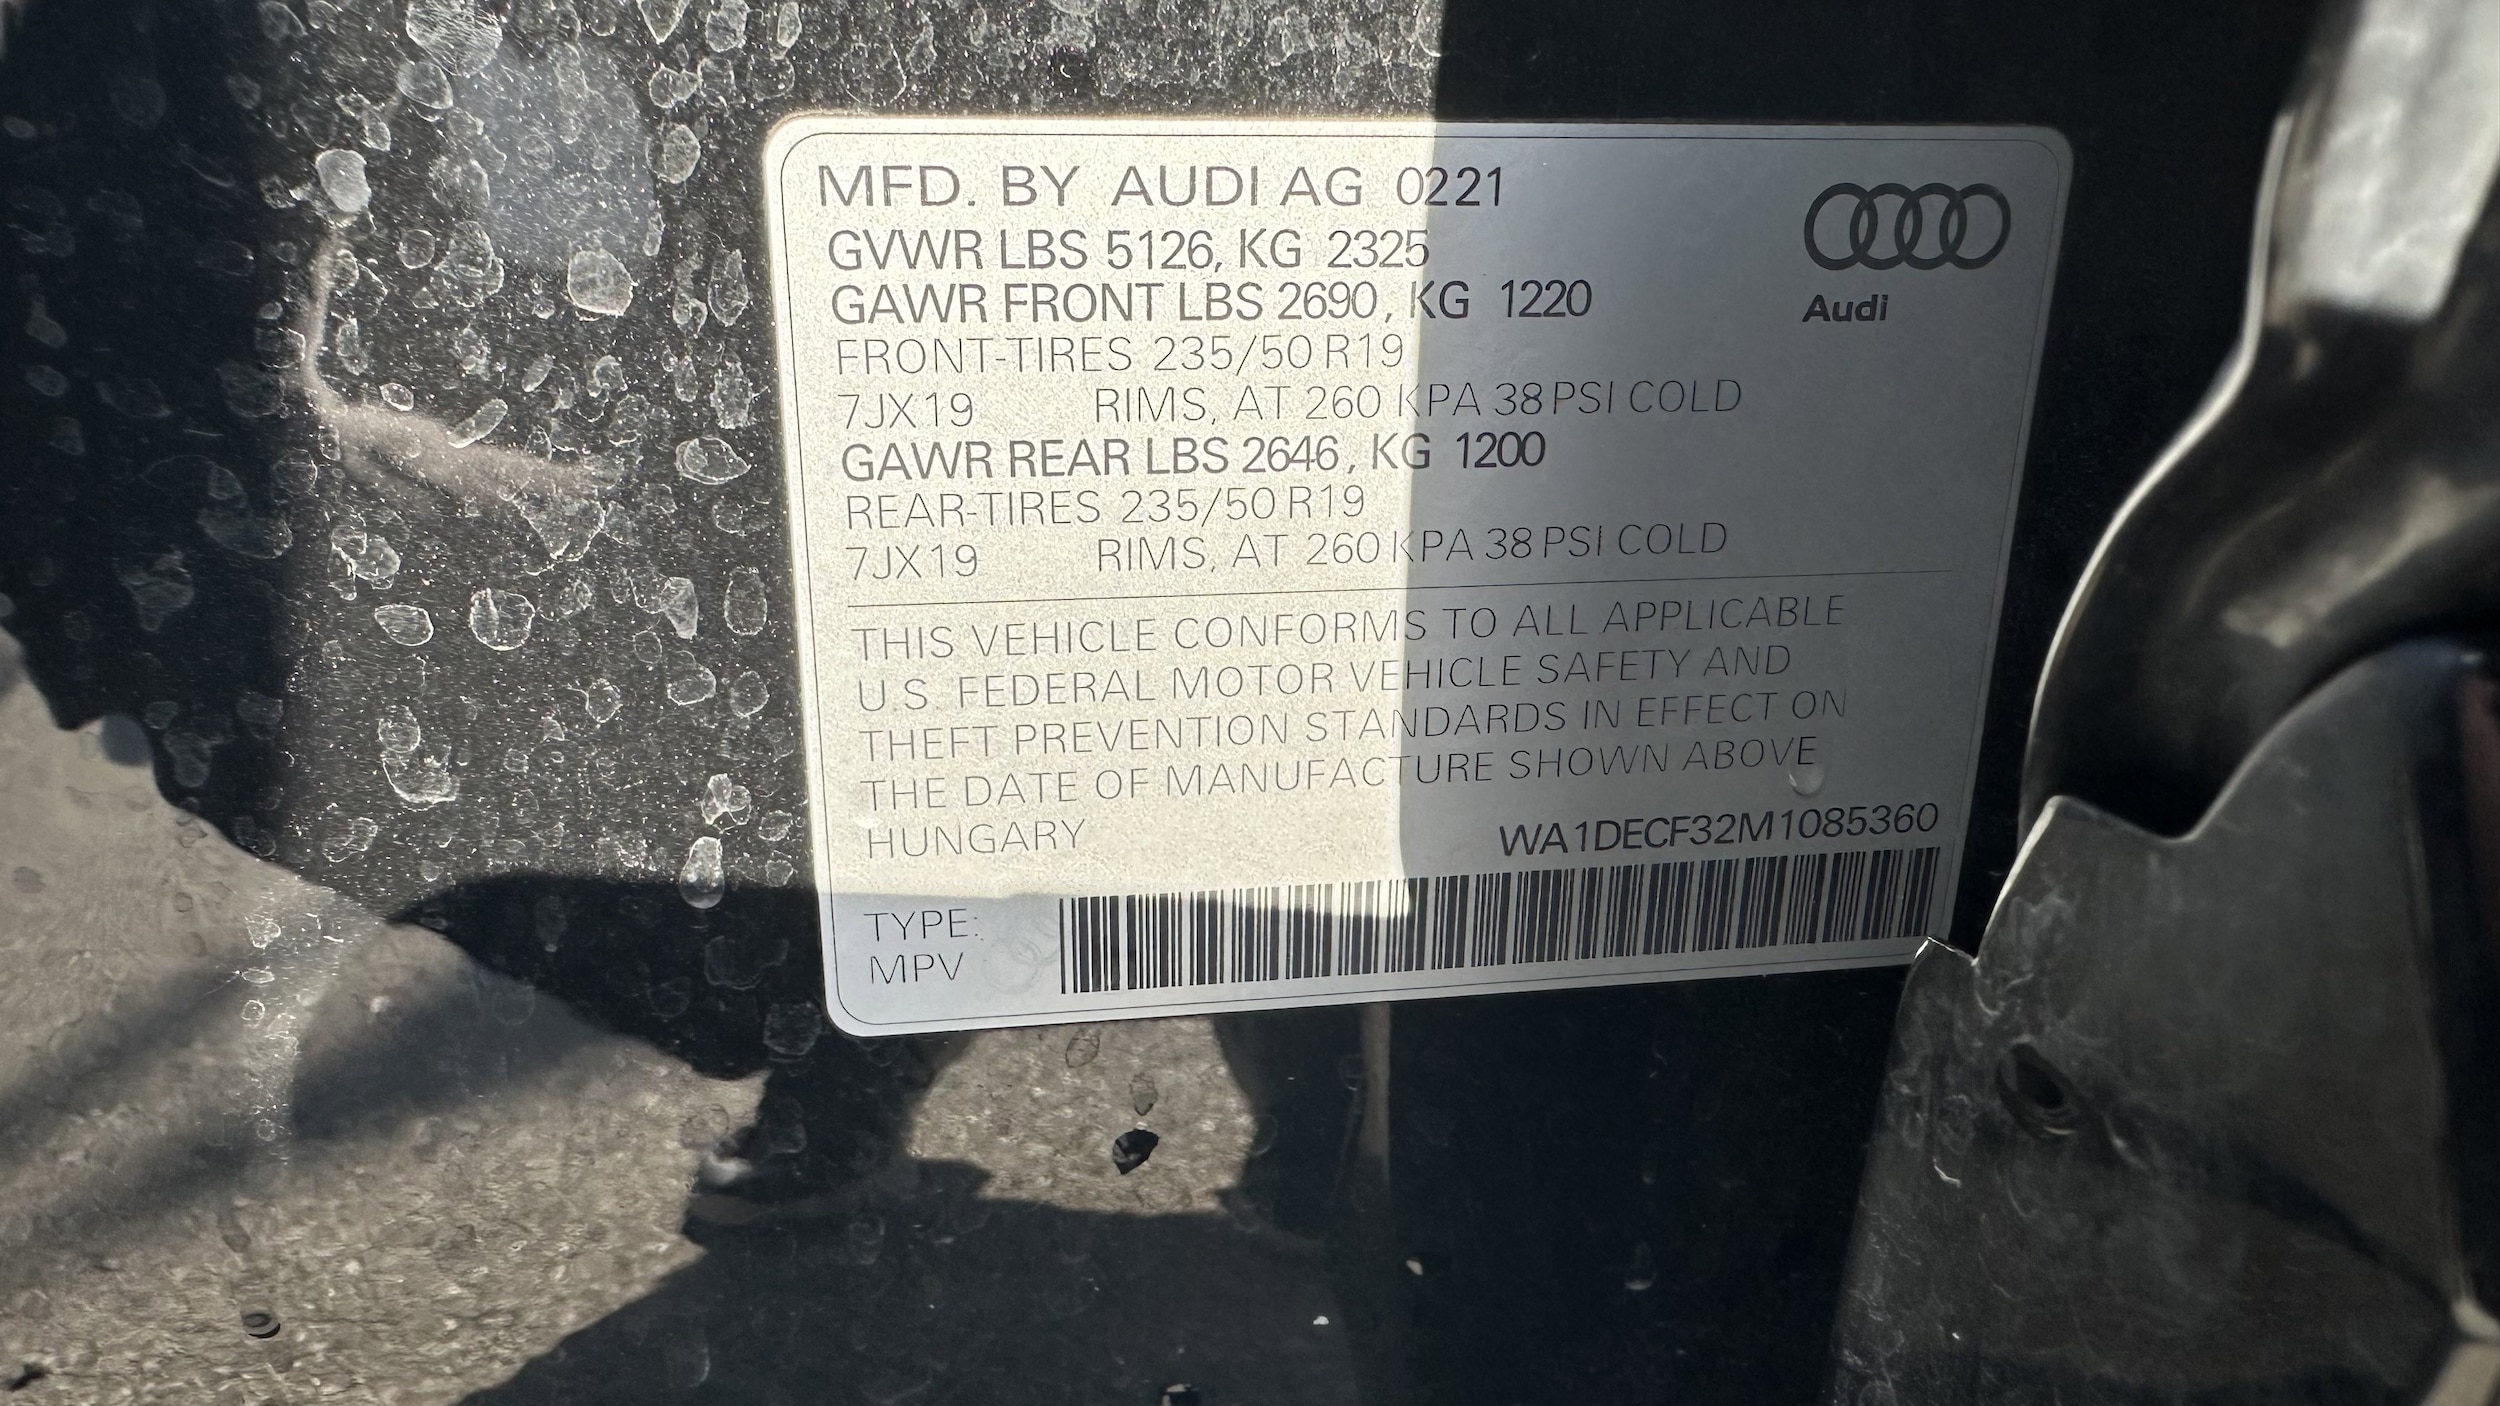 MFD. BY AUDI AG 0221
GVWR LBS 5126, KG 2325
GAWR FRONT LBS 2690, KG 1220
Audi
FRONT-TIRES 235/50 R19
7JX19 RIMS, AT 260 KPA 38 PSI COLD
GAWR REAR LBS 2646, KG 1200
REAR-TIRES 235/50 R19
7JX19 RIMS, AT 260 KPA 38 PSI COLD
THIS VEHICLE CONFORMS TO ALL APPLICABLE
U.S. FEDERAL MOTOR VEHICLE SAFETY AND
THEFT PREVENTION STANDARDS IN EFFECT ON
THE DATE OF MANUFACTURE SHOWN ABOVE
HUNGARY
WA1DECF32M1085360
TYPE:
MPV